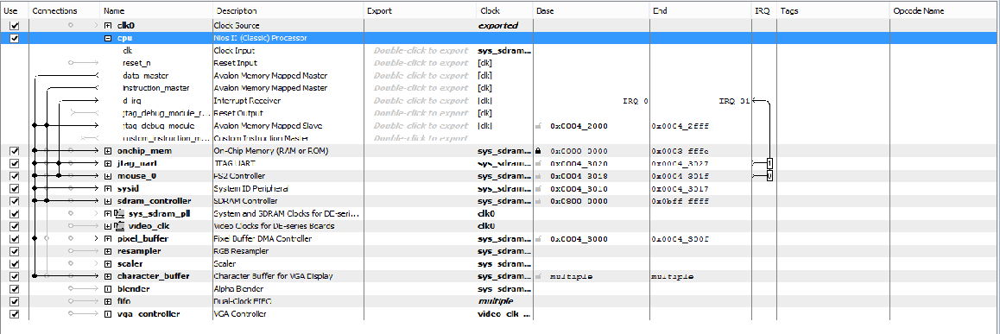 Use Connections Name Description Export Clock Base End IRQ Tags Opcode Name
clk0 Clock Source exported
cpu Nios II (Classic) Processor
clk Clock Input Double-click to export sys_sdram...
reset_n Reset Input Double-click to export [clk]
data_master Avalon Memory Mapped Master Double-click to export [clk]
instruction_master Avalon Memory Mapped Master Double-click to export [clk]
d_irq Interrupt Receiver Double-click to export [clk] IRQ 0 IRQ 31
jtag_debug_module_r... Reset Output Double-click to export [clk]
jtag_debug_module Avalon Memory Mapped Slave Double-click to export [clk] 0x0004_2000 0x0004_2fff
custom_instruction_m... Custom Instruction Master Double-click to export
onchip_mem On-Chip Memory (RAM or ROM) sys_sdram... 0x0000_0000 0x0003_fffe
jtag_uart JTAG UART sys_sdram... 0x0004_3020 0x0004_3027 1
mouse_0 PS2 Controller sys_sdram... 0x0004_3018 0x0004_301f 0
sysid System ID Peripheral sys_sdram... 0x0004_3010 0x0004_3017
sdram_controller SDRAM Controller sys_sdram... 0x0800_0000 0x0bff_ffff
sys_sdram_pll System and SDRAM Clocks for DE-seri... clk0
video_clk Video Clocks for DE-series Boards clk0
pixel_buffer Pixel Buffer DMA Controller sys_sdram... 0x0004_3000 0x0004_300f
resampler RGB Resampler sys_sdram...
scaler Scaler sys_sdram...
character_buffer Character Buffer for VGA Display sys_sdram... multiple multiple
blender Alpha Blender sys_sdram...
fifo Dual-Clock FIFO multiple
vga_controller VGA Controller video_clk ...